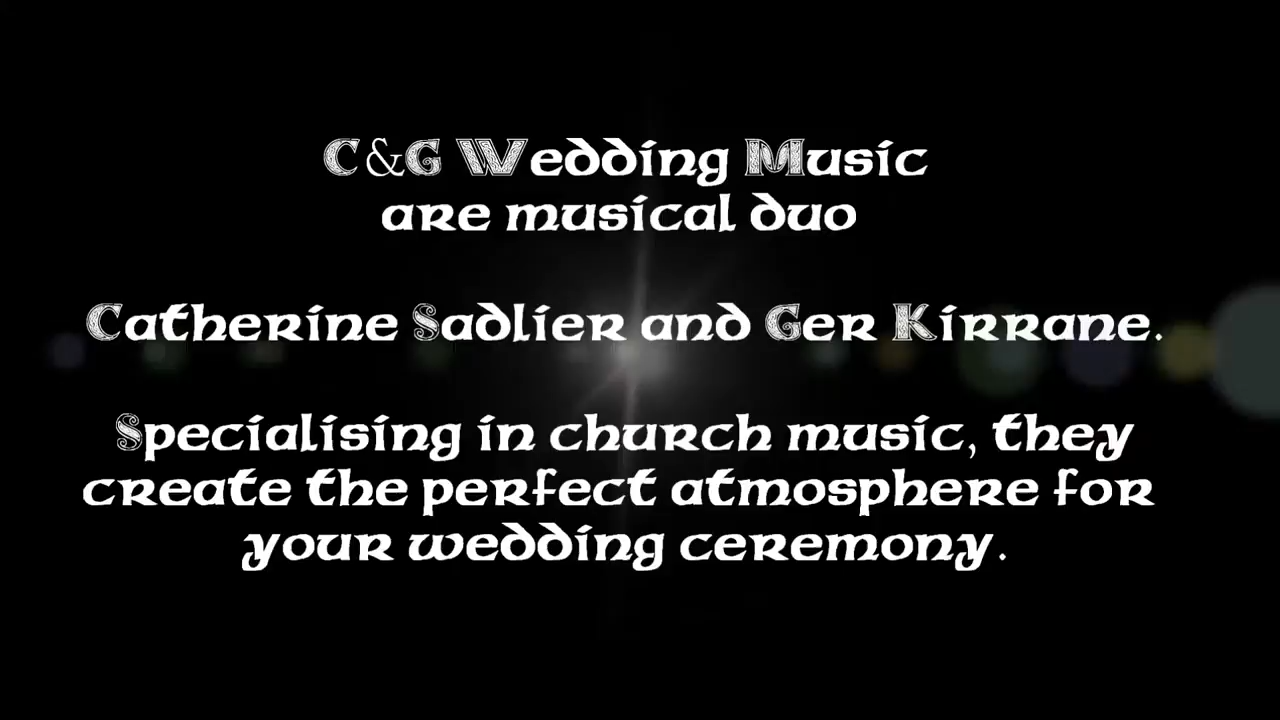 C&G Wedding Music
are musical duo
Catherine Sadlier and Ger Kirrane.
Specialising in church music, they
create the perfect atmosphere for
your wedding ceremony.